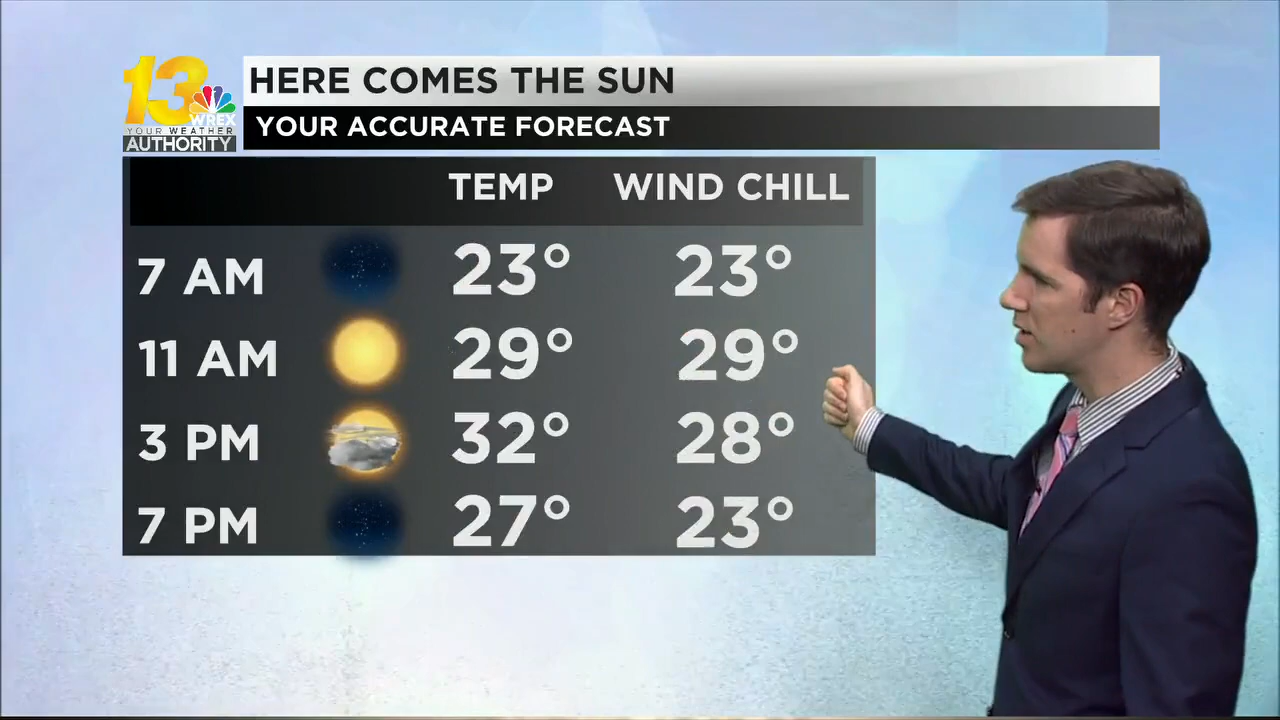 13
WREX
YOUR WEATHER
AUTHORITY
HERE COMES THE SUN
YOUR ACCURATE FORECAST
TEMP WIND CHILL
7 AM 23° 23°
11 AM 29° 29°
3 PM 32° 28°
7 PM 27° 23°